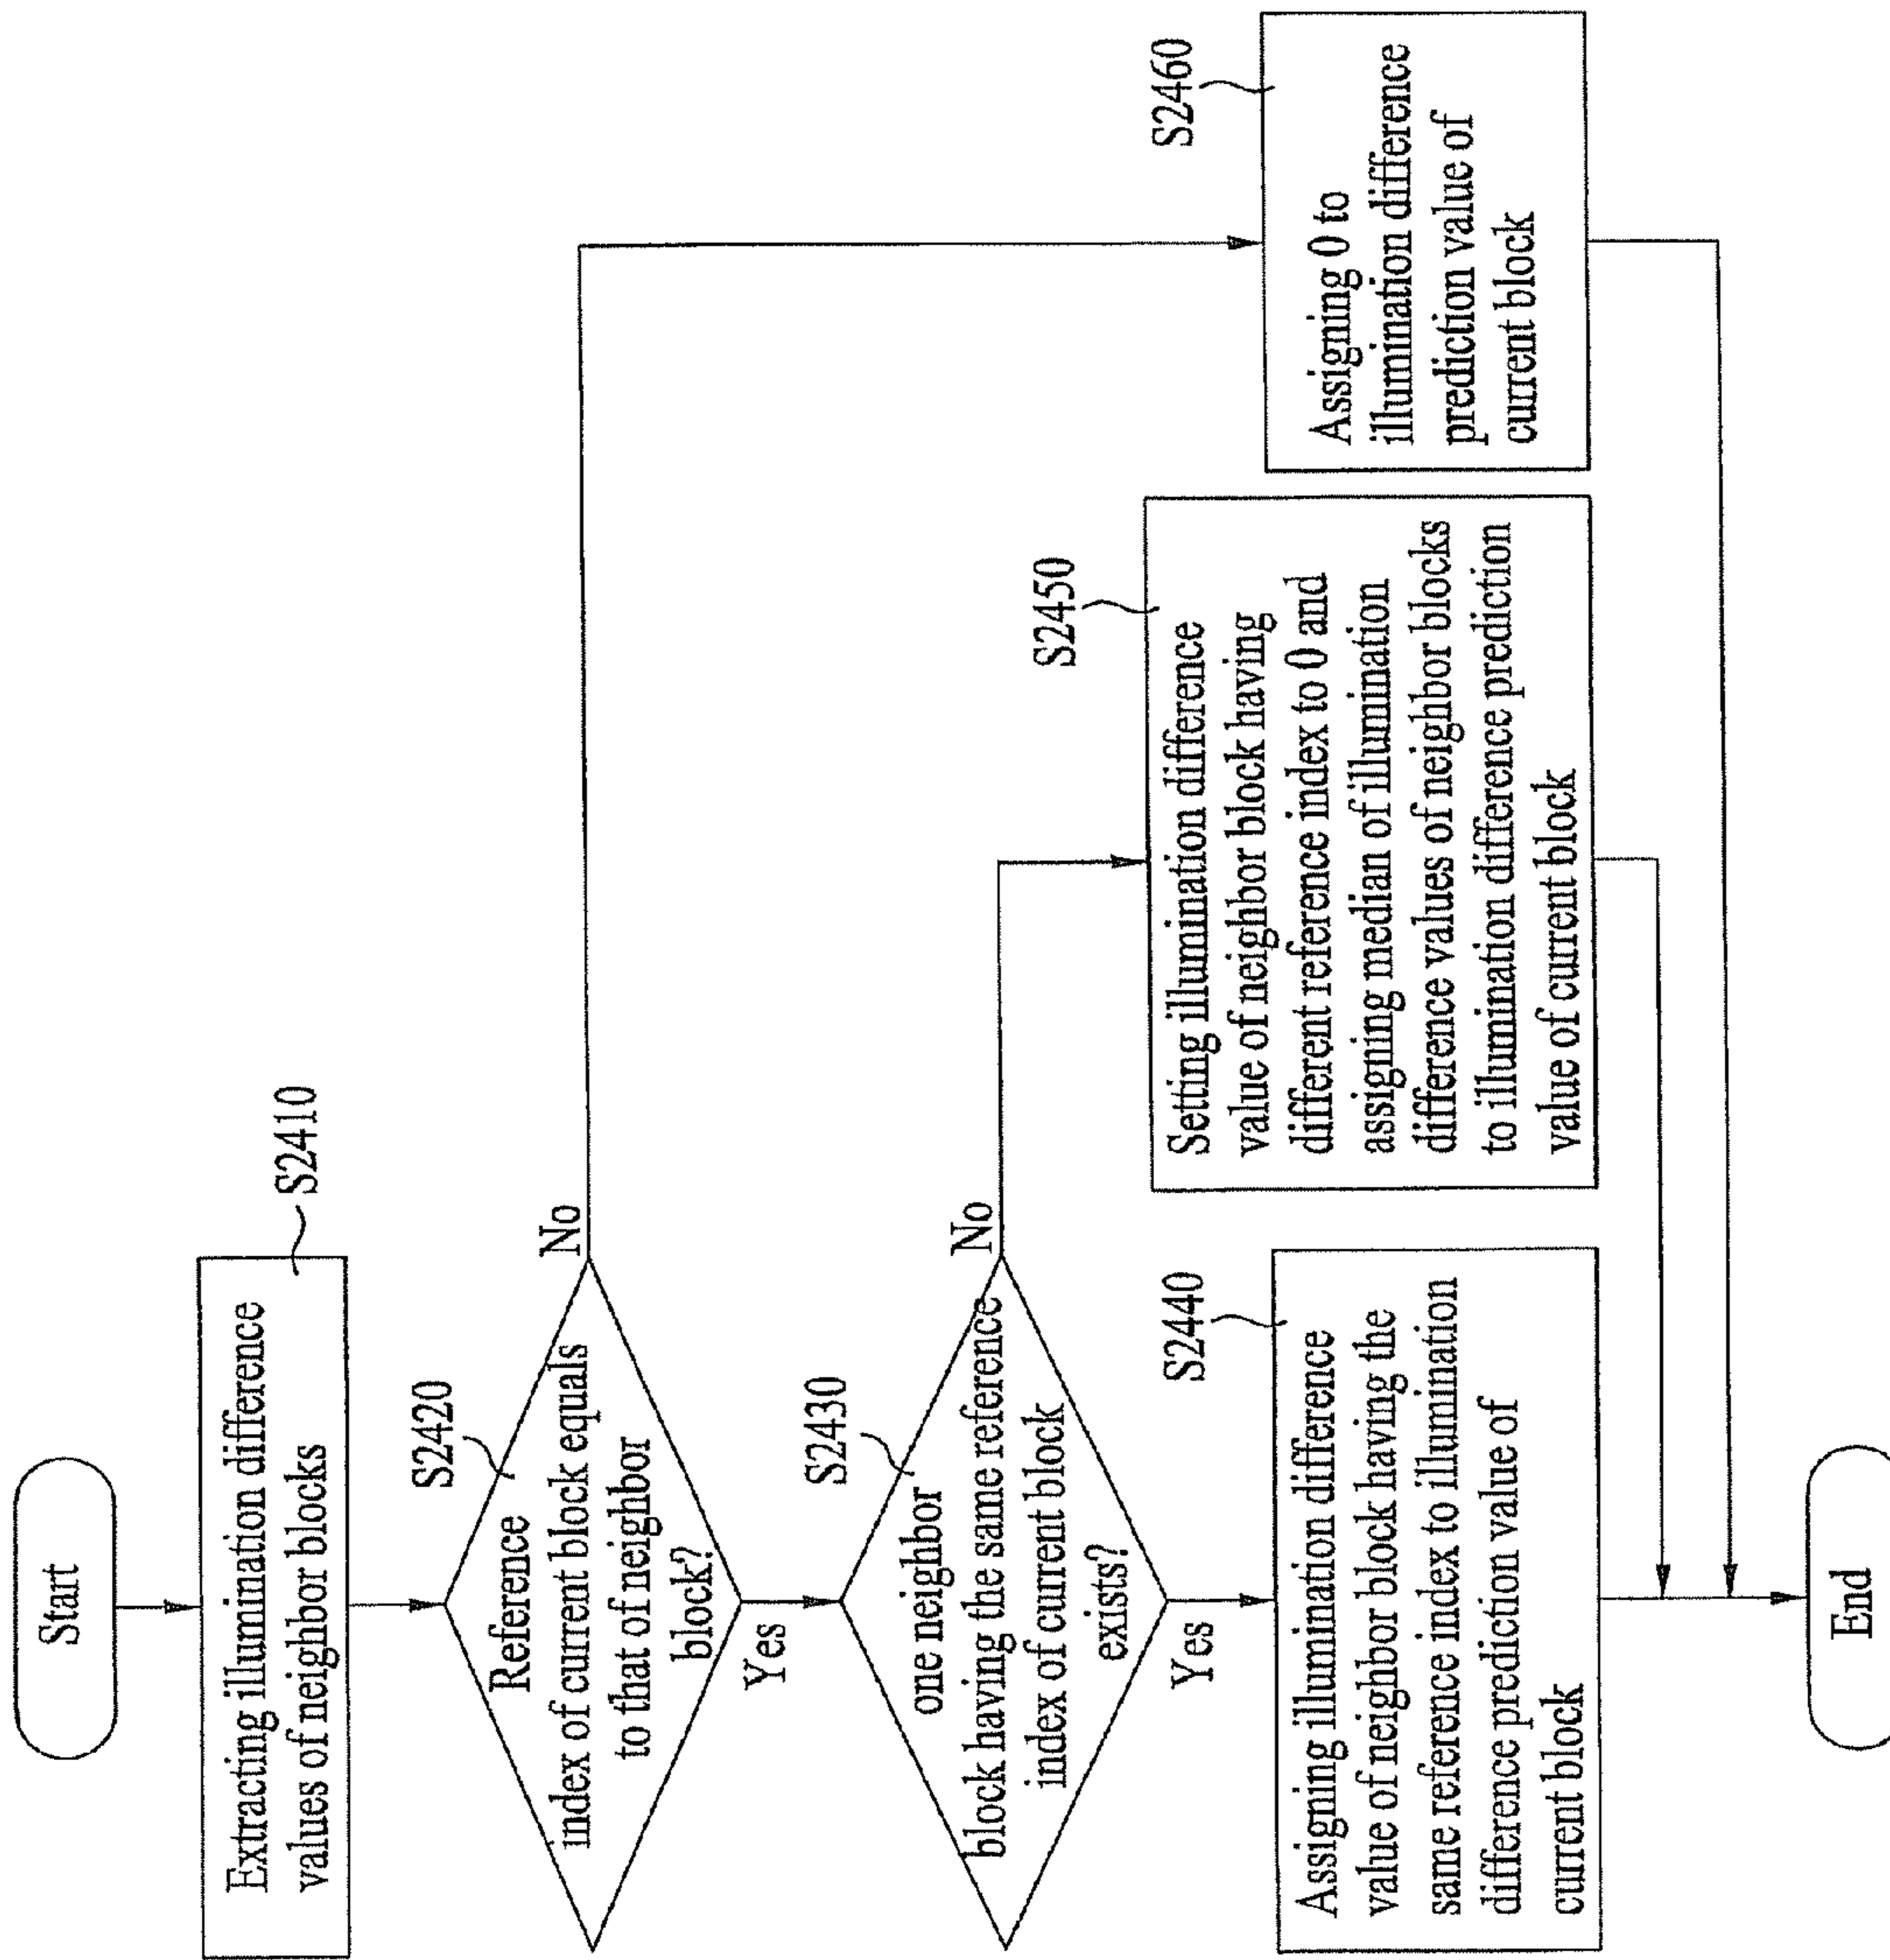 Start
Extracting illumination difference
values of neighbor blocks
S2410
Reference
index of current block equals
to that of neighbor
block?
S2420
No
Yes
one neighbor
block having the same reference
index of current block
exists?
S2430
No
Yes
Assigning illumination difference
value of neighbor block having the
same reference index to illumination
difference prediction value of
current block
S2440
Setting illumination difference
value of neighbor block having
different reference index to 0 and
assigning median of illumination
difference values of neighbor blocks
to illumination difference prediction
value of current block
S2450
Assigning 0 to
illumination difference
prediction value of
current block
S2460
End